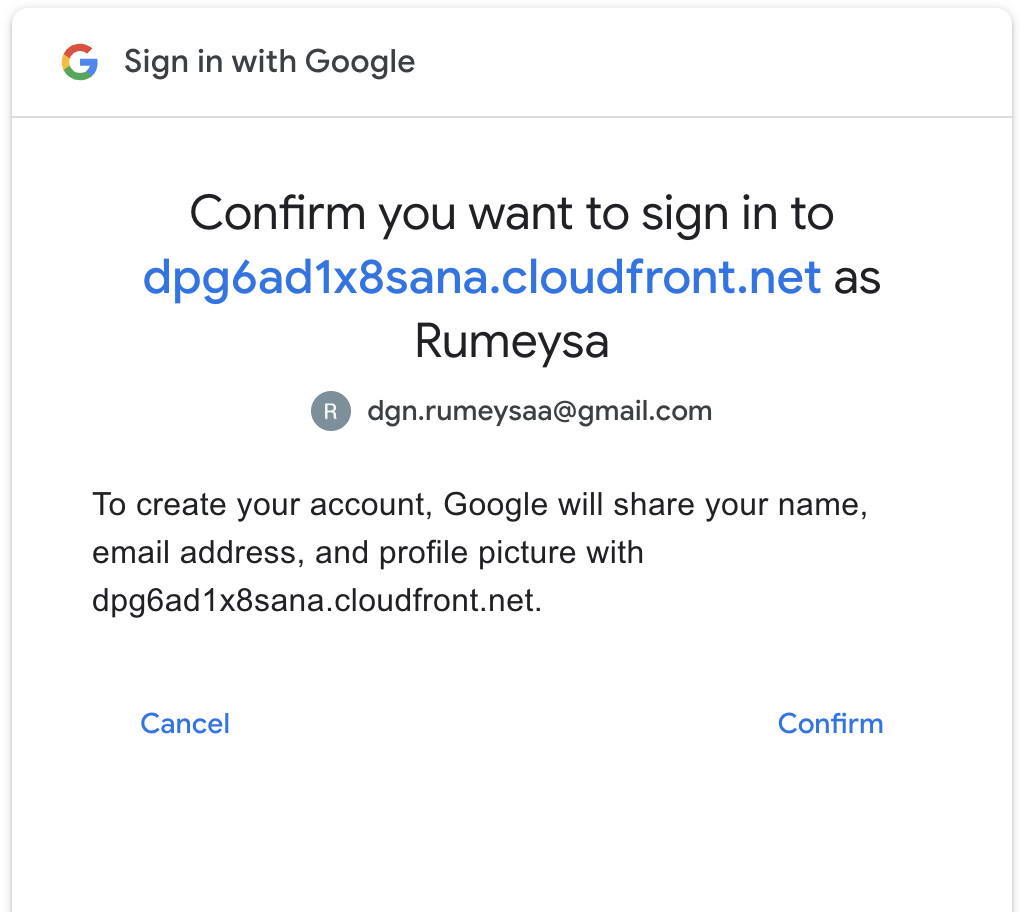 Sign in with Google
Confirm you want to sign in to
dpg6ad1x8sana.cloudfront.net as
Rumeysa
R dgn.rumeysaa@gmail.com
To create your account, Google will share your name,
email address, and profile picture with
dpg6ad1x8sana.cloudfront.net.
Cancel Confirm